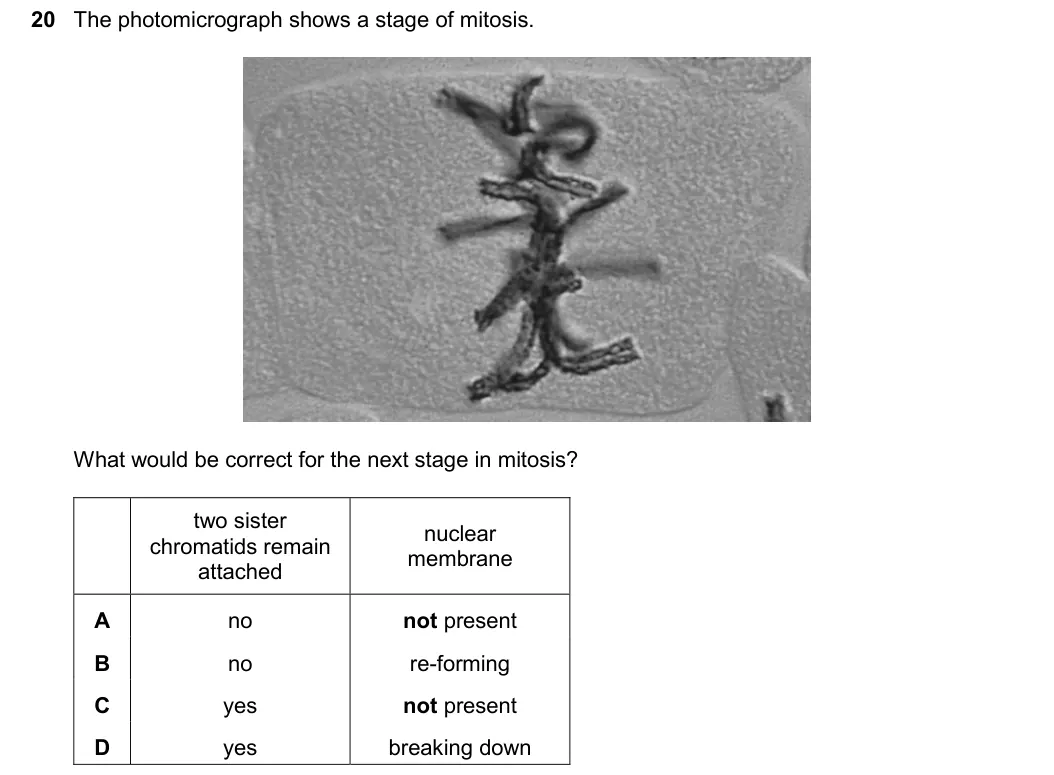 20 The photomicrograph shows a stage of mitosis.
What would be correct for the next stage in mitosis?
two sister
chromatids remain
attached
nuclear
membrane
A no not present
B no re-forming
C yes not present
D yes breaking down